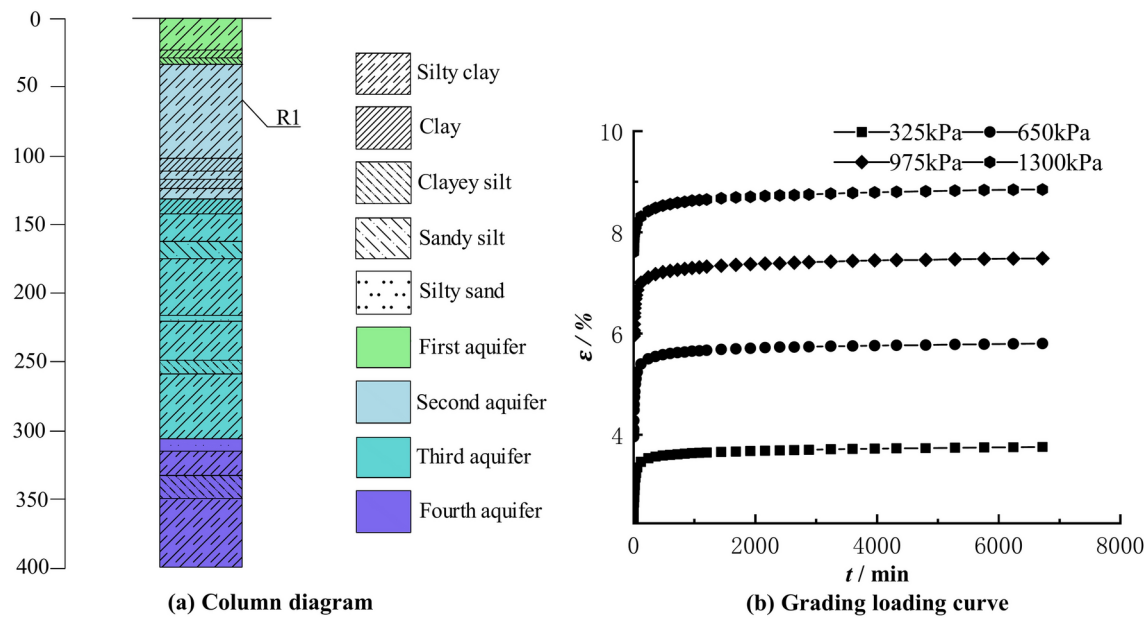 0
50
100
150
200
250
300
350
400
R1
Silty clay
Clay
Clayey silt
Sandy silt
Silty sand
First aquifer
Second aquifer
Third aquifer
Fourth aquifer
(a) Column diagram
10
8
6
4
ε / %
325kPa 650kPa
975kPa 1300kPa
0 2000 4000 6000 8000
t / min
(b) Grading loading curve